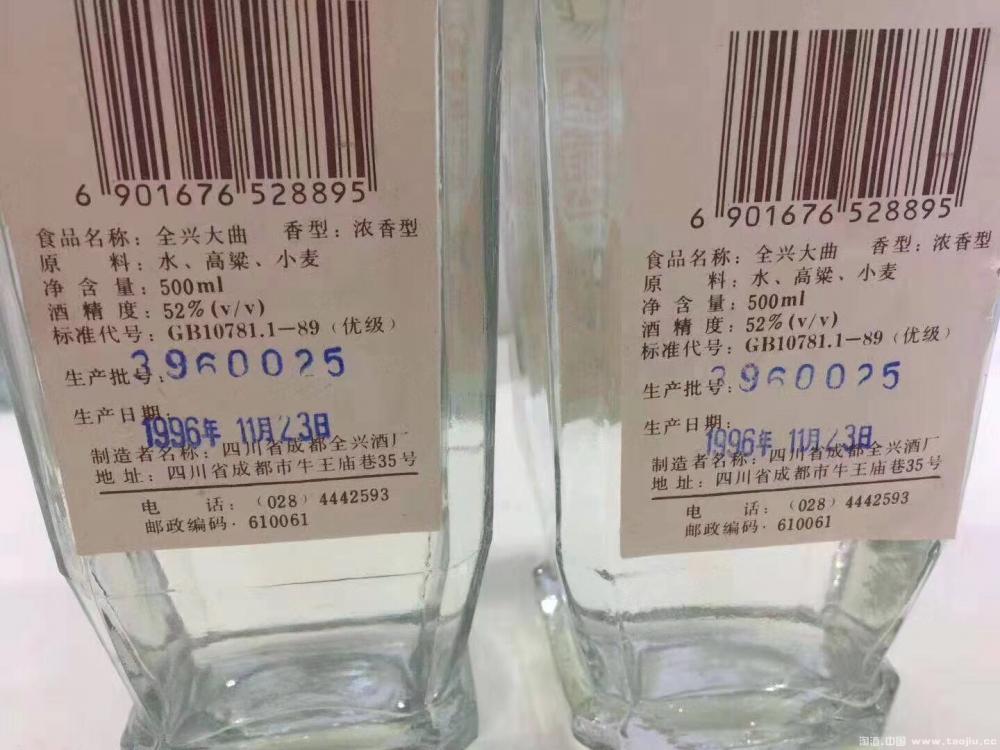 6 901676 528895
食品名称：全兴大曲 香型：浓香型
原 料：水、高粱、小麦
净 含 量：500ml
酒 精 度：52%(v/v)
标准代号：GB10781.1—89（优级）
生产批号：3960025
生产日期：
1996年 11月23日
制造者名称：四川省成都全兴酒厂
地 址：四川省成都市牛王庙巷35号
电 话：（028）4442593
邮政编码·610061
6 901676 528895
食品名称：全兴大曲 香型：浓香型
原 料：水、高粱、小麦
净 含 量：500ml
酒 精 度：52%(v/v)
标准代号：GB10781.1—89（优级）
生产批号：3960025
生产日期：
1996年 11月23日
制造者名称：四川省成都全兴酒厂
地 址：四川省成都市牛王庙巷35号
电 话：（028）4442593
邮政编码·610061
淘酒.中国 www.taojiu.cc